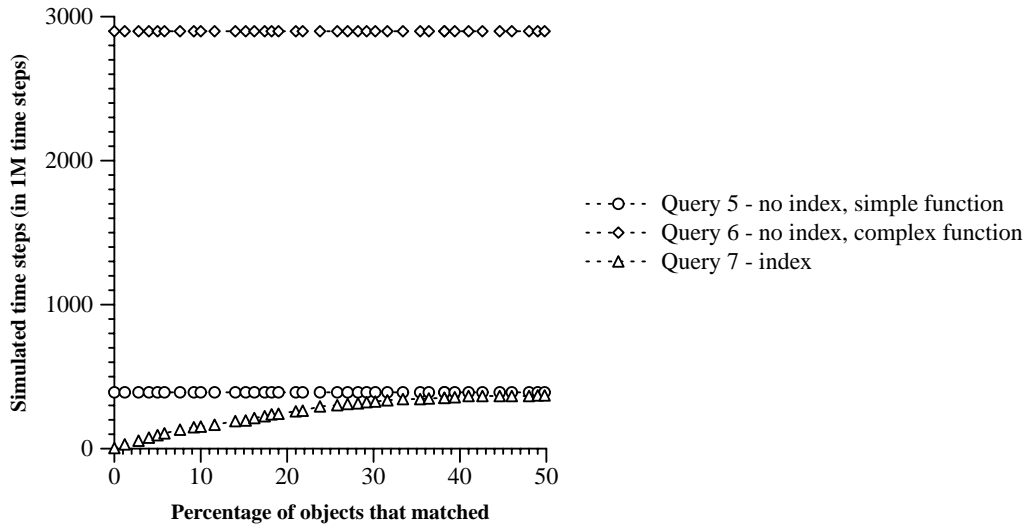 3000
2000
1000
0
Simulated time steps (in 1M time steps)
0 10 20 30 40 50
Percentage of objects that matched
Query 5 - no index, simple function
Query 6 - no index, complex function
Query 7 - index